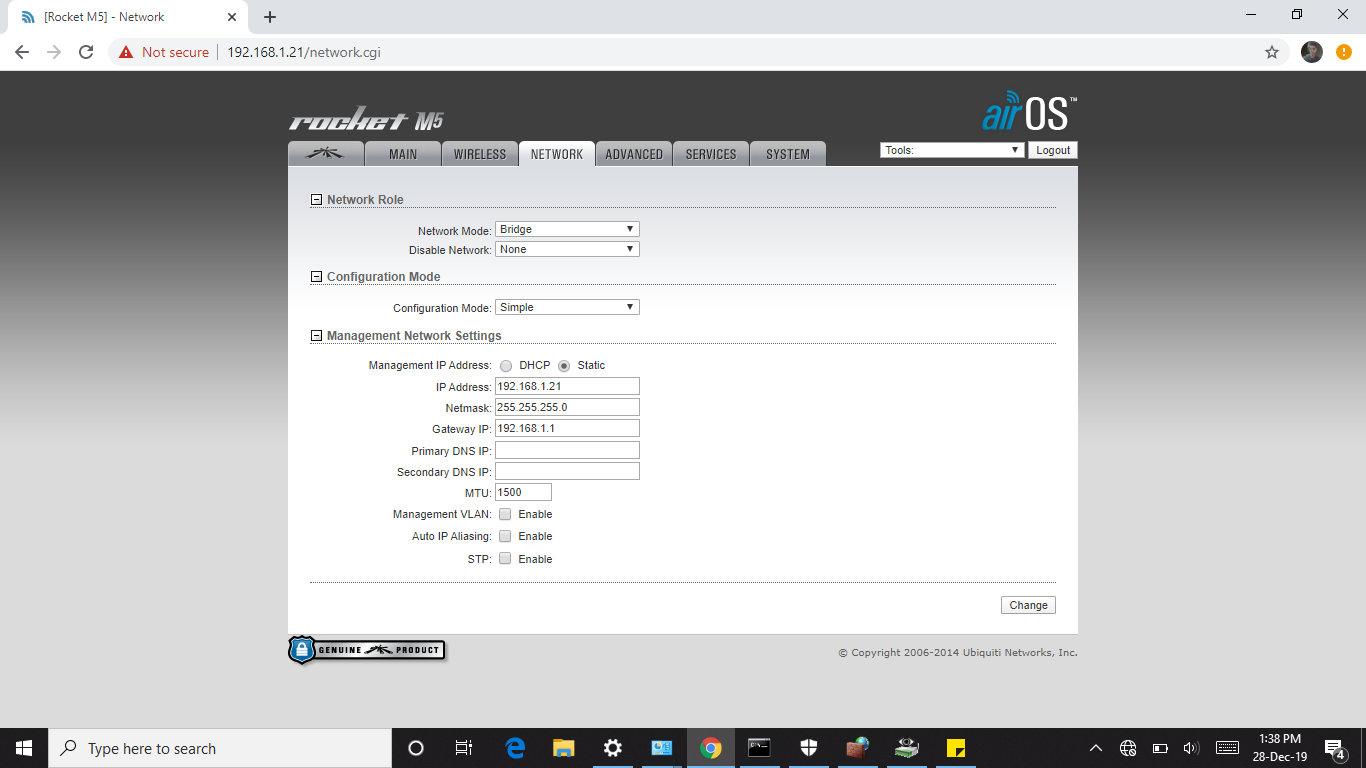 [Rocket M5] - Network
Not secure
192.168.1.21/network.cgi
rocket M5
airOS™
MAIN
WIRELESS
NETWORK
ADVANCED
SERVICES
SYSTEM
Tools:
Logout
Network Role
Network Mode: Bridge
Disable Network: None
Configuration Mode
Configuration Mode: Simple
Management Network Settings
Management IP Address: DHCP Static
IP Address: 192.168.1.21
Netmask: 255.255.255.0
Gateway IP: 192.168.1.1
Primary DNS IP:
Secondary DNS IP:
MTU: 1500
Management VLAN: Enable
Auto IP Aliasing: Enable
STP: Enable
Change
GENUINE PRODUCT
© Copyright 2006-2014 Ubiquiti Networks, Inc.
Type here to search
1:38 PM
28-Dec-19
4